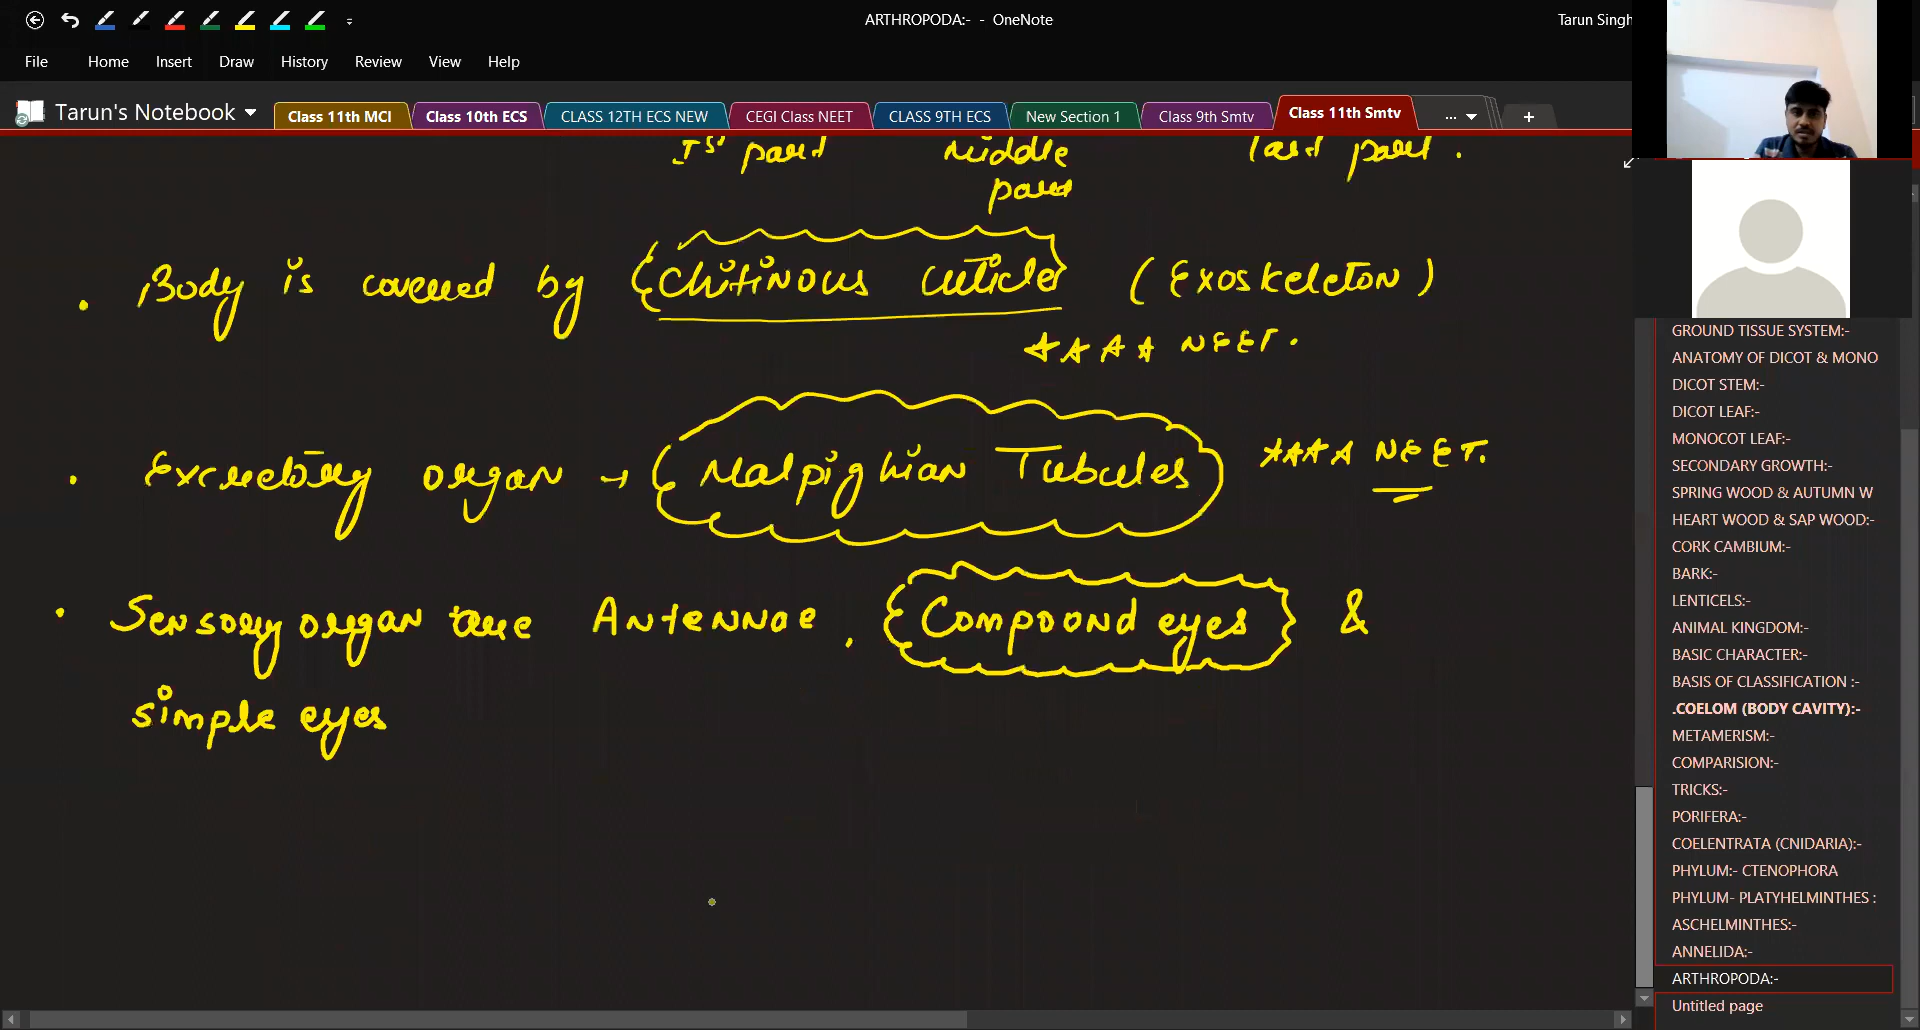 ARTHROPODA:- - OneNote
Tarun Singh
File Home Insert Draw History Review View Help
Tarun's Notebook
Class 11th MCI
Class 10th ECS
CLASS 12TH ECS NEW
CEGI Class NEET
CLASS 9TH ECS
New Section 1
Class 9th Smtv
Class 11th Smtv
...
+
Ist part middle last part.
part
. Body is covered by {Chitinous cuticle} (Exoskeleton)
NEET.
. Excretory organ → Malpighian Tubules NEET.
. Sensory organ are Antennae, {Compound eyes} &
simple eyes
GROUND TISSUE SYSTEM:-
ANATOMY OF DICOT & MONO
DICOT STEM:-
DICOT LEAF:-
MONOCOT LEAF:-
SECONDARY GROWTH:-
SPRING WOOD & AUTUMN W
HEART WOOD & SAP WOOD:-
CORK CAMBIUM:-
BARK:-
LENTICELS:-
ANIMAL KINGDOM:-
BASIC CHARACTER:-
BASIS OF CLASSIFICATION :-
.COELOM (BODY CAVITY):-
METAMERISM:-
COMPARISION:-
TRICKS:-
PORIFERA:-
COELENTRATA (CNIDARIA):-
PHYLUM:- CTENOPHORA
PHYLUM- PLATYHELMINTHES :
ASCHELMINTHES:-
ANNELIDA:-
ARTHROPODA:-
Untitled page